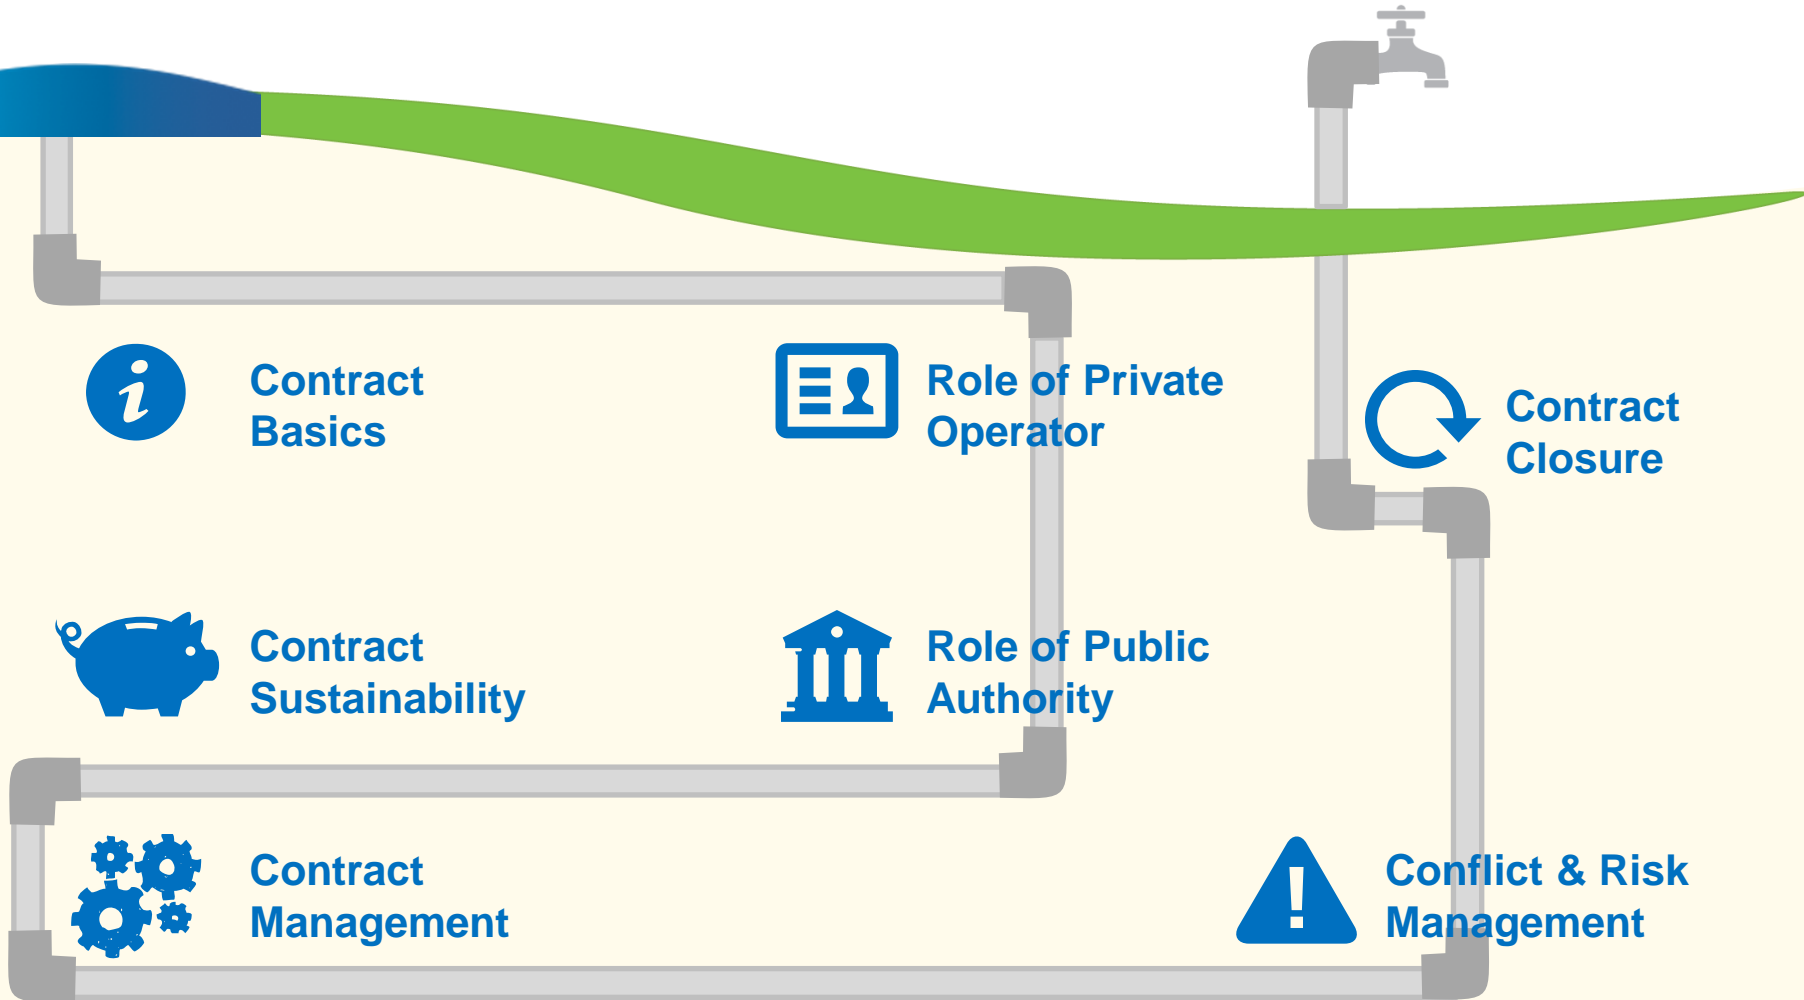 Contract
Basics
Role of Private
Operator
Contract
Closure
Contract
Sustainability
Role of Public
Authority
Contract
Management
Conflict & Risk
Management